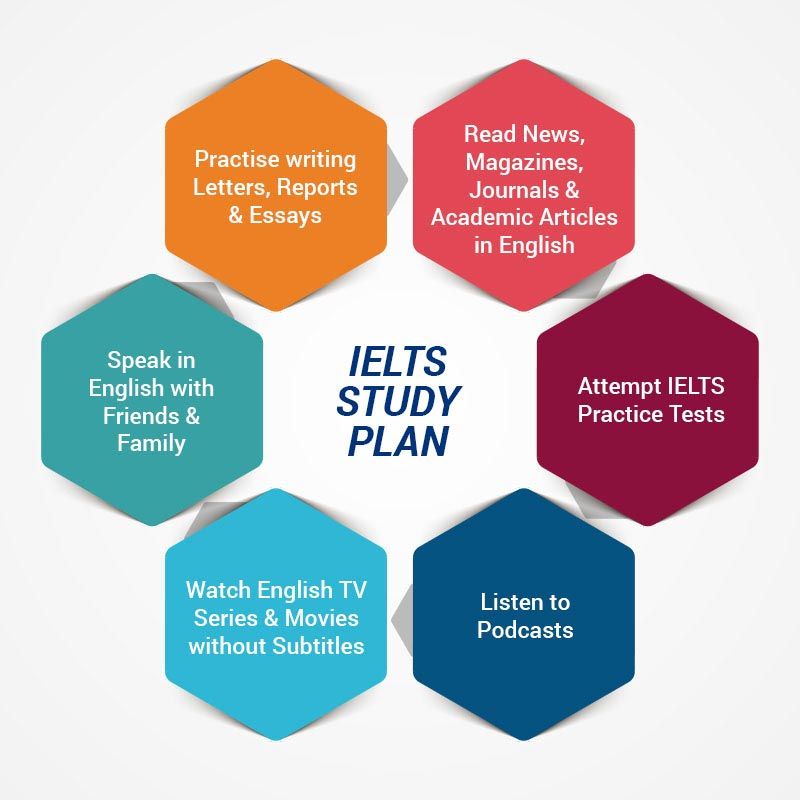 Practise writing
Letters, Reports
& Essays
Read News,
Magazines,
Journals &
Academic Articles
in English
Speak in
English with
Friends &
Family
IELTS
STUDY
PLAN
Attempt IELTS
Practice Tests
Watch English TV
Series & Movies
without Subtitles
Listen to
Podcasts